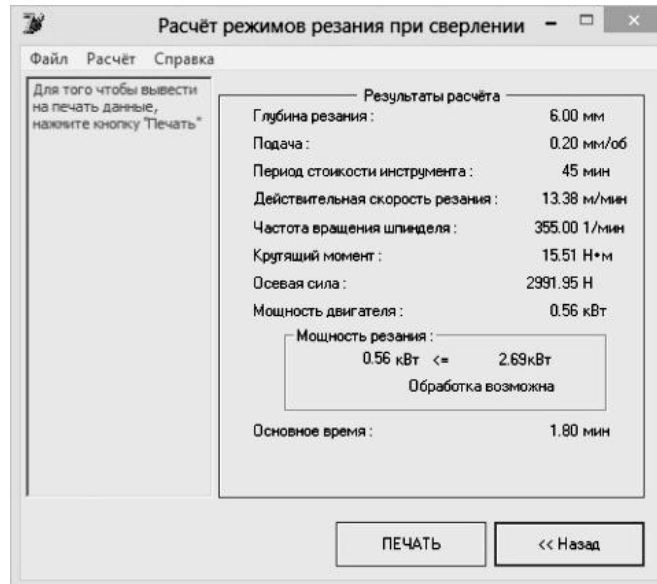 Расчёт режимов резания при сверлении
Файл Расчёт Справка
Для того чтобы вывести
на печать данные,
нажмите кнопку "Печать"
Результаты расчёта
Глубина резания : 6.00 мм
Подача : 0.20 мм/об
Период стоикости инструмента : 45 мин
Действительная скорость резания : 13.38 м/мин
Частота вращения шпинделя : 355.00 1/мин
Крутящий момент : 15.51 Н•м
Осевая сила : 2991.95 Н
Мощность двигателя : 0.56 кВт
Мощность резания :
0.56 кВт <= 2.69кВт
Обработка возможна
Основное время : 1.80 мин
ПЕЧАТЬ
<< Назад